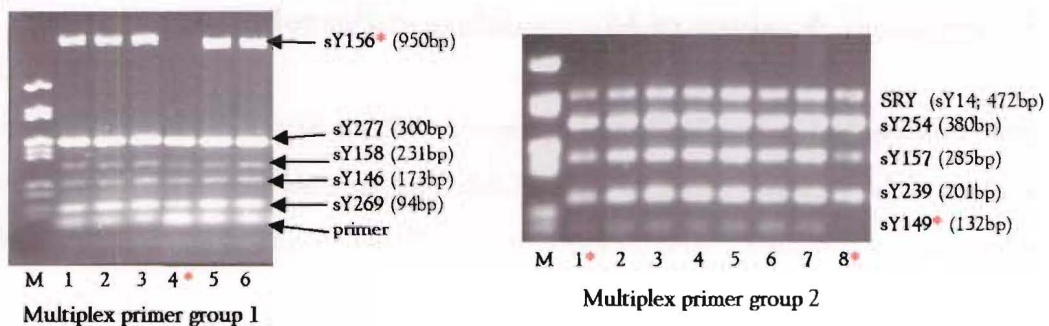 sY156* (950bp)
sY277 (300bp)
sY158 (231bp)
sY146 (173bp)
sY269 (94bp)
primer
M 1 2 3 4* 5 6
Multiplex primer group 1
SRY (sY14; 472bp)
sY254 (380bp)
sY157 (285bp)
sY239 (201bp)
sY149* (132bp)
M 1* 2 3 4 5 6 7 8*
Multiplex primer group 2